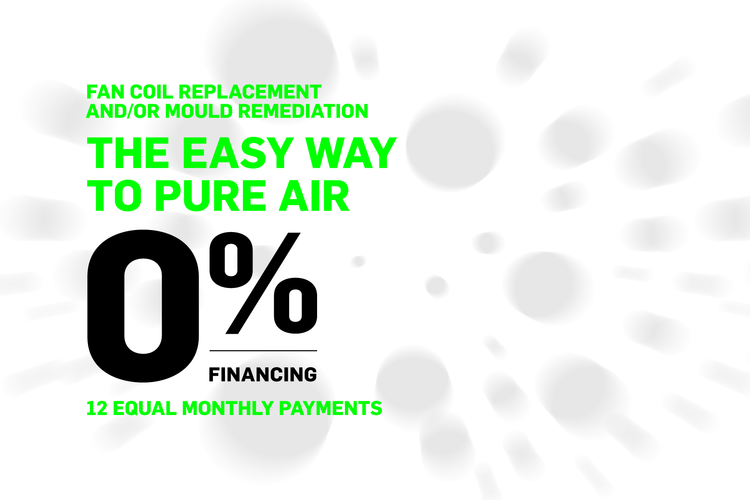 FAN COIL REPLACEMENT
AND/OR MOULD REMEDIATION
THE EASY WAY
TO PURE AIR
0%
FINANCING
12 EQUAL MONTHLY PAYMENTS